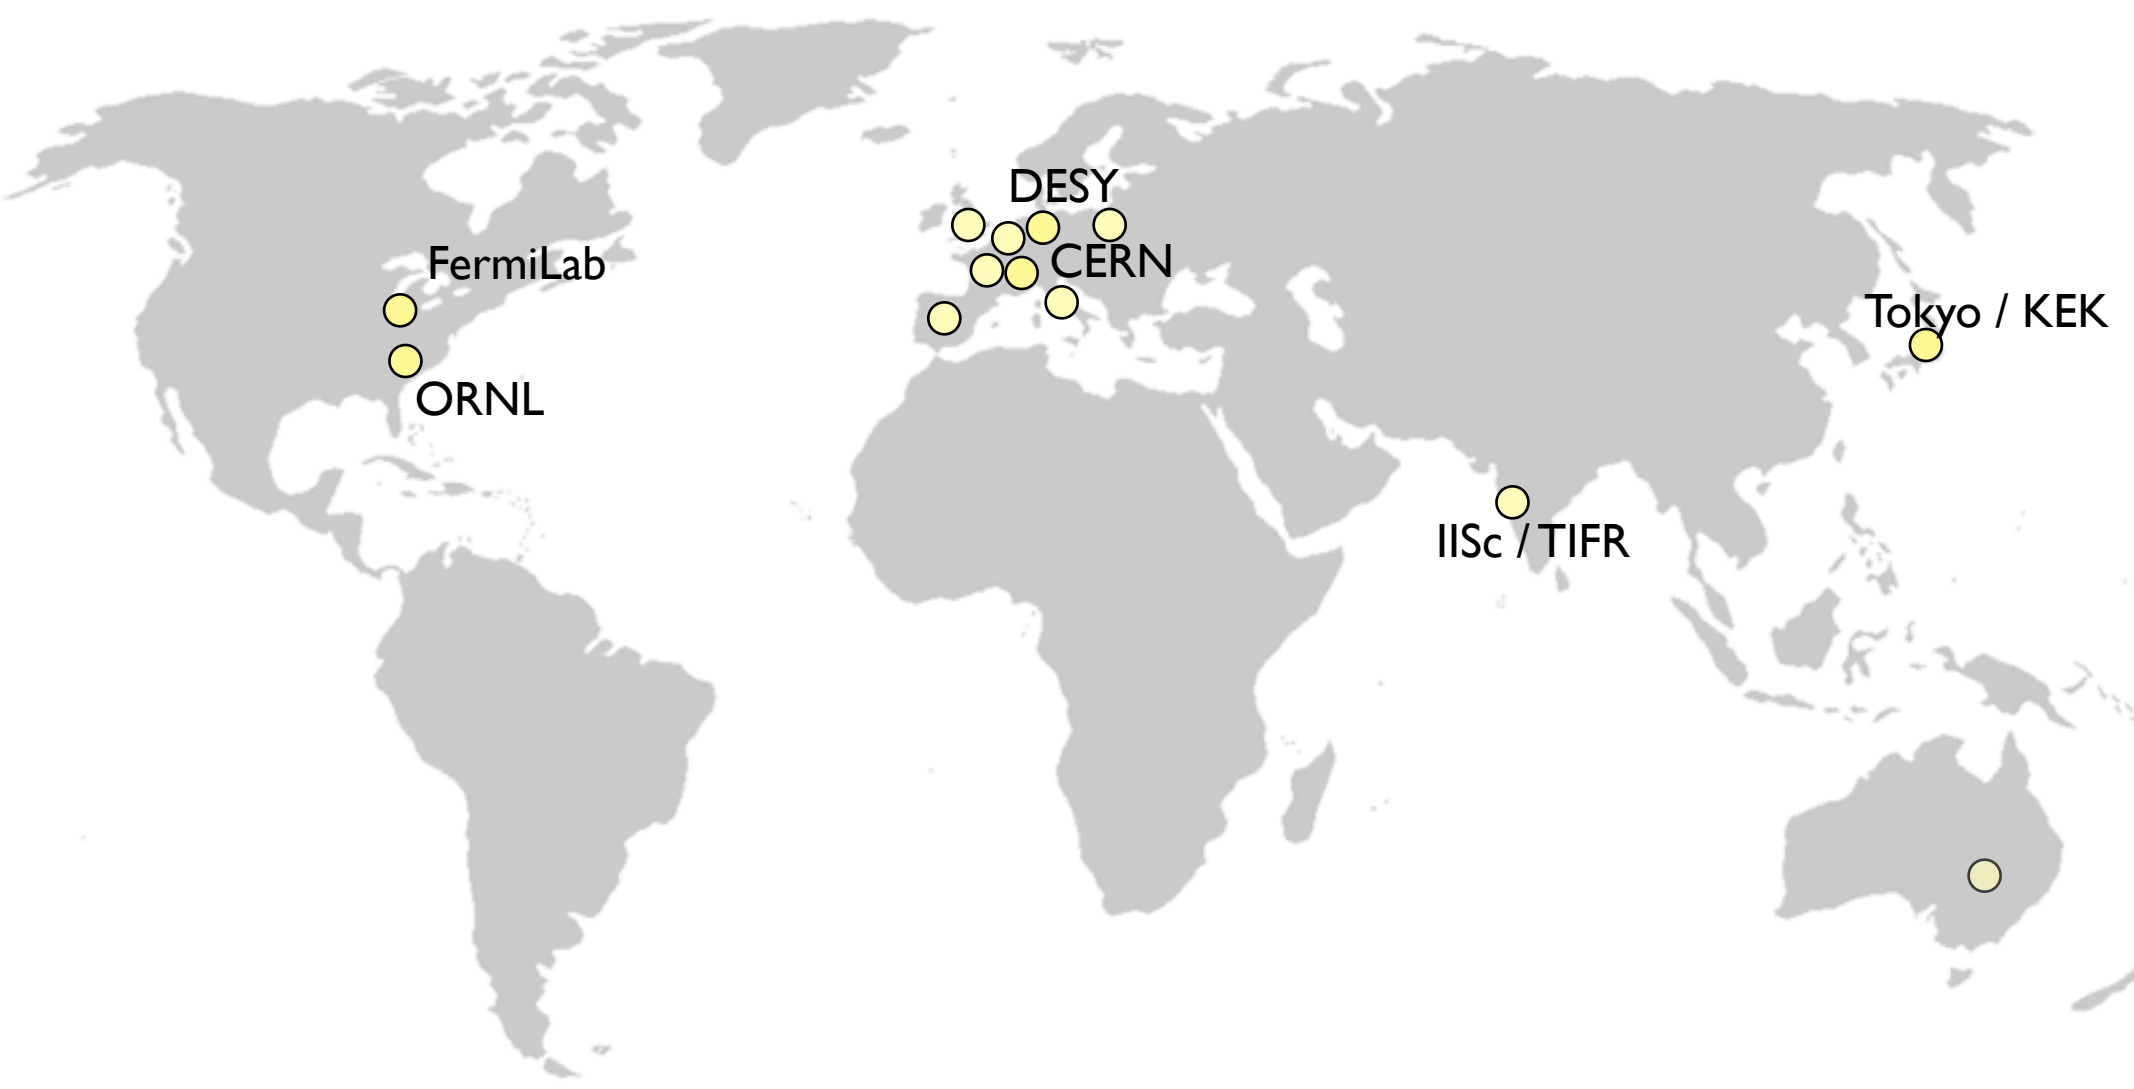 DESY
FermiLab
CERN
Tokyo / KEK
ORNL
IISc / TIFR